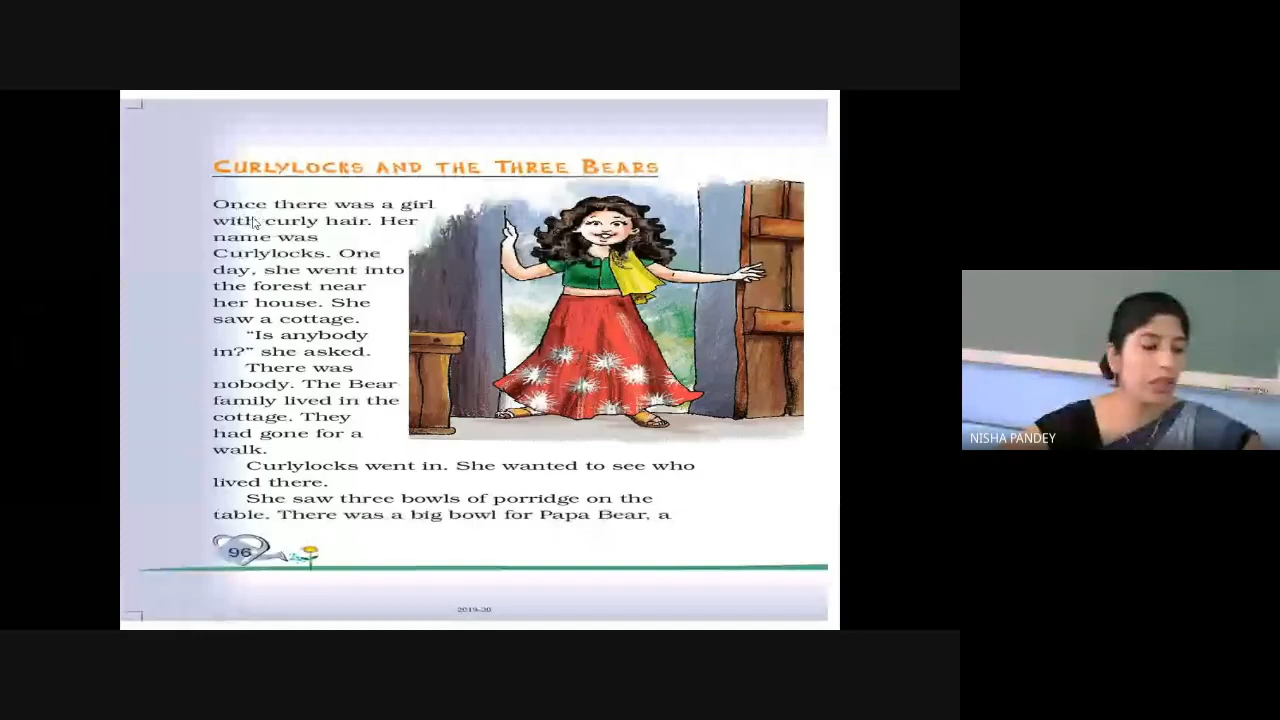 CURLYLOCKS AND THE THREE BEARS
Once there was a girl
with curly hair. Her
name was
Curlylocks. One
day, she went into
the forest near
her house. She
saw a cottage.
“Is anybody
in?” she asked.
There was
nobody. The Bear
family lived in the
cottage. They
had gone for a
walk.
Curlylocks went in. She wanted to see who
lived there.
She saw three bowls of porridge on the
table. There was a big bowl for Papa Bear, a
96
2019-20
NISHA PANDEY